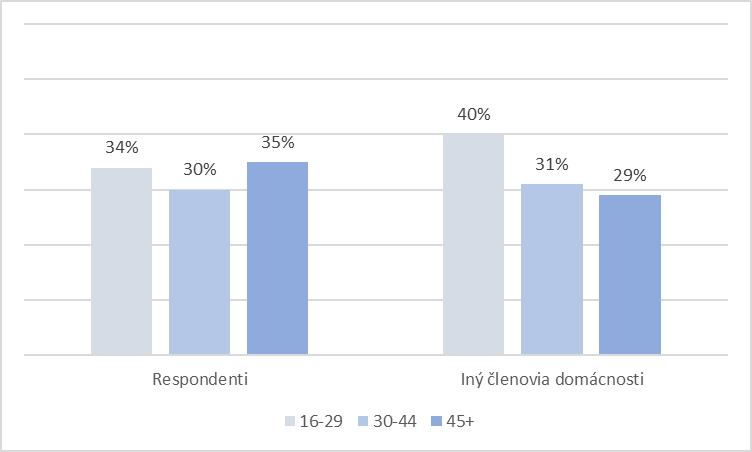 40%
34%
30%
35%
31%
29%
Respondenti
Iný členovia domácnosti
16-29 30-44 45+